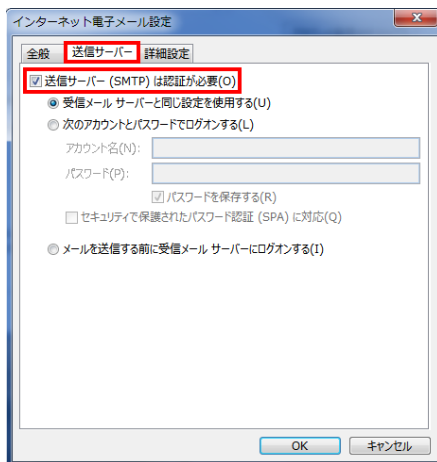 インターネット電子メール設定
全般 送信サーバー 詳細設定
送信サーバー (SMTP) は認証が必要(O)
受信メール サーバーと同じ設定を使用する(U)
次のアカウントとパスワードでログオンする(L)
アカウント名(N):
パスワード(P):
パスワードを保存する(R)
セキュリティで保護されたパスワード認証 (SPA) に対応(Q)
メールを送信する前に受信メール サーバーにログオンする(I)
OK キャンセル